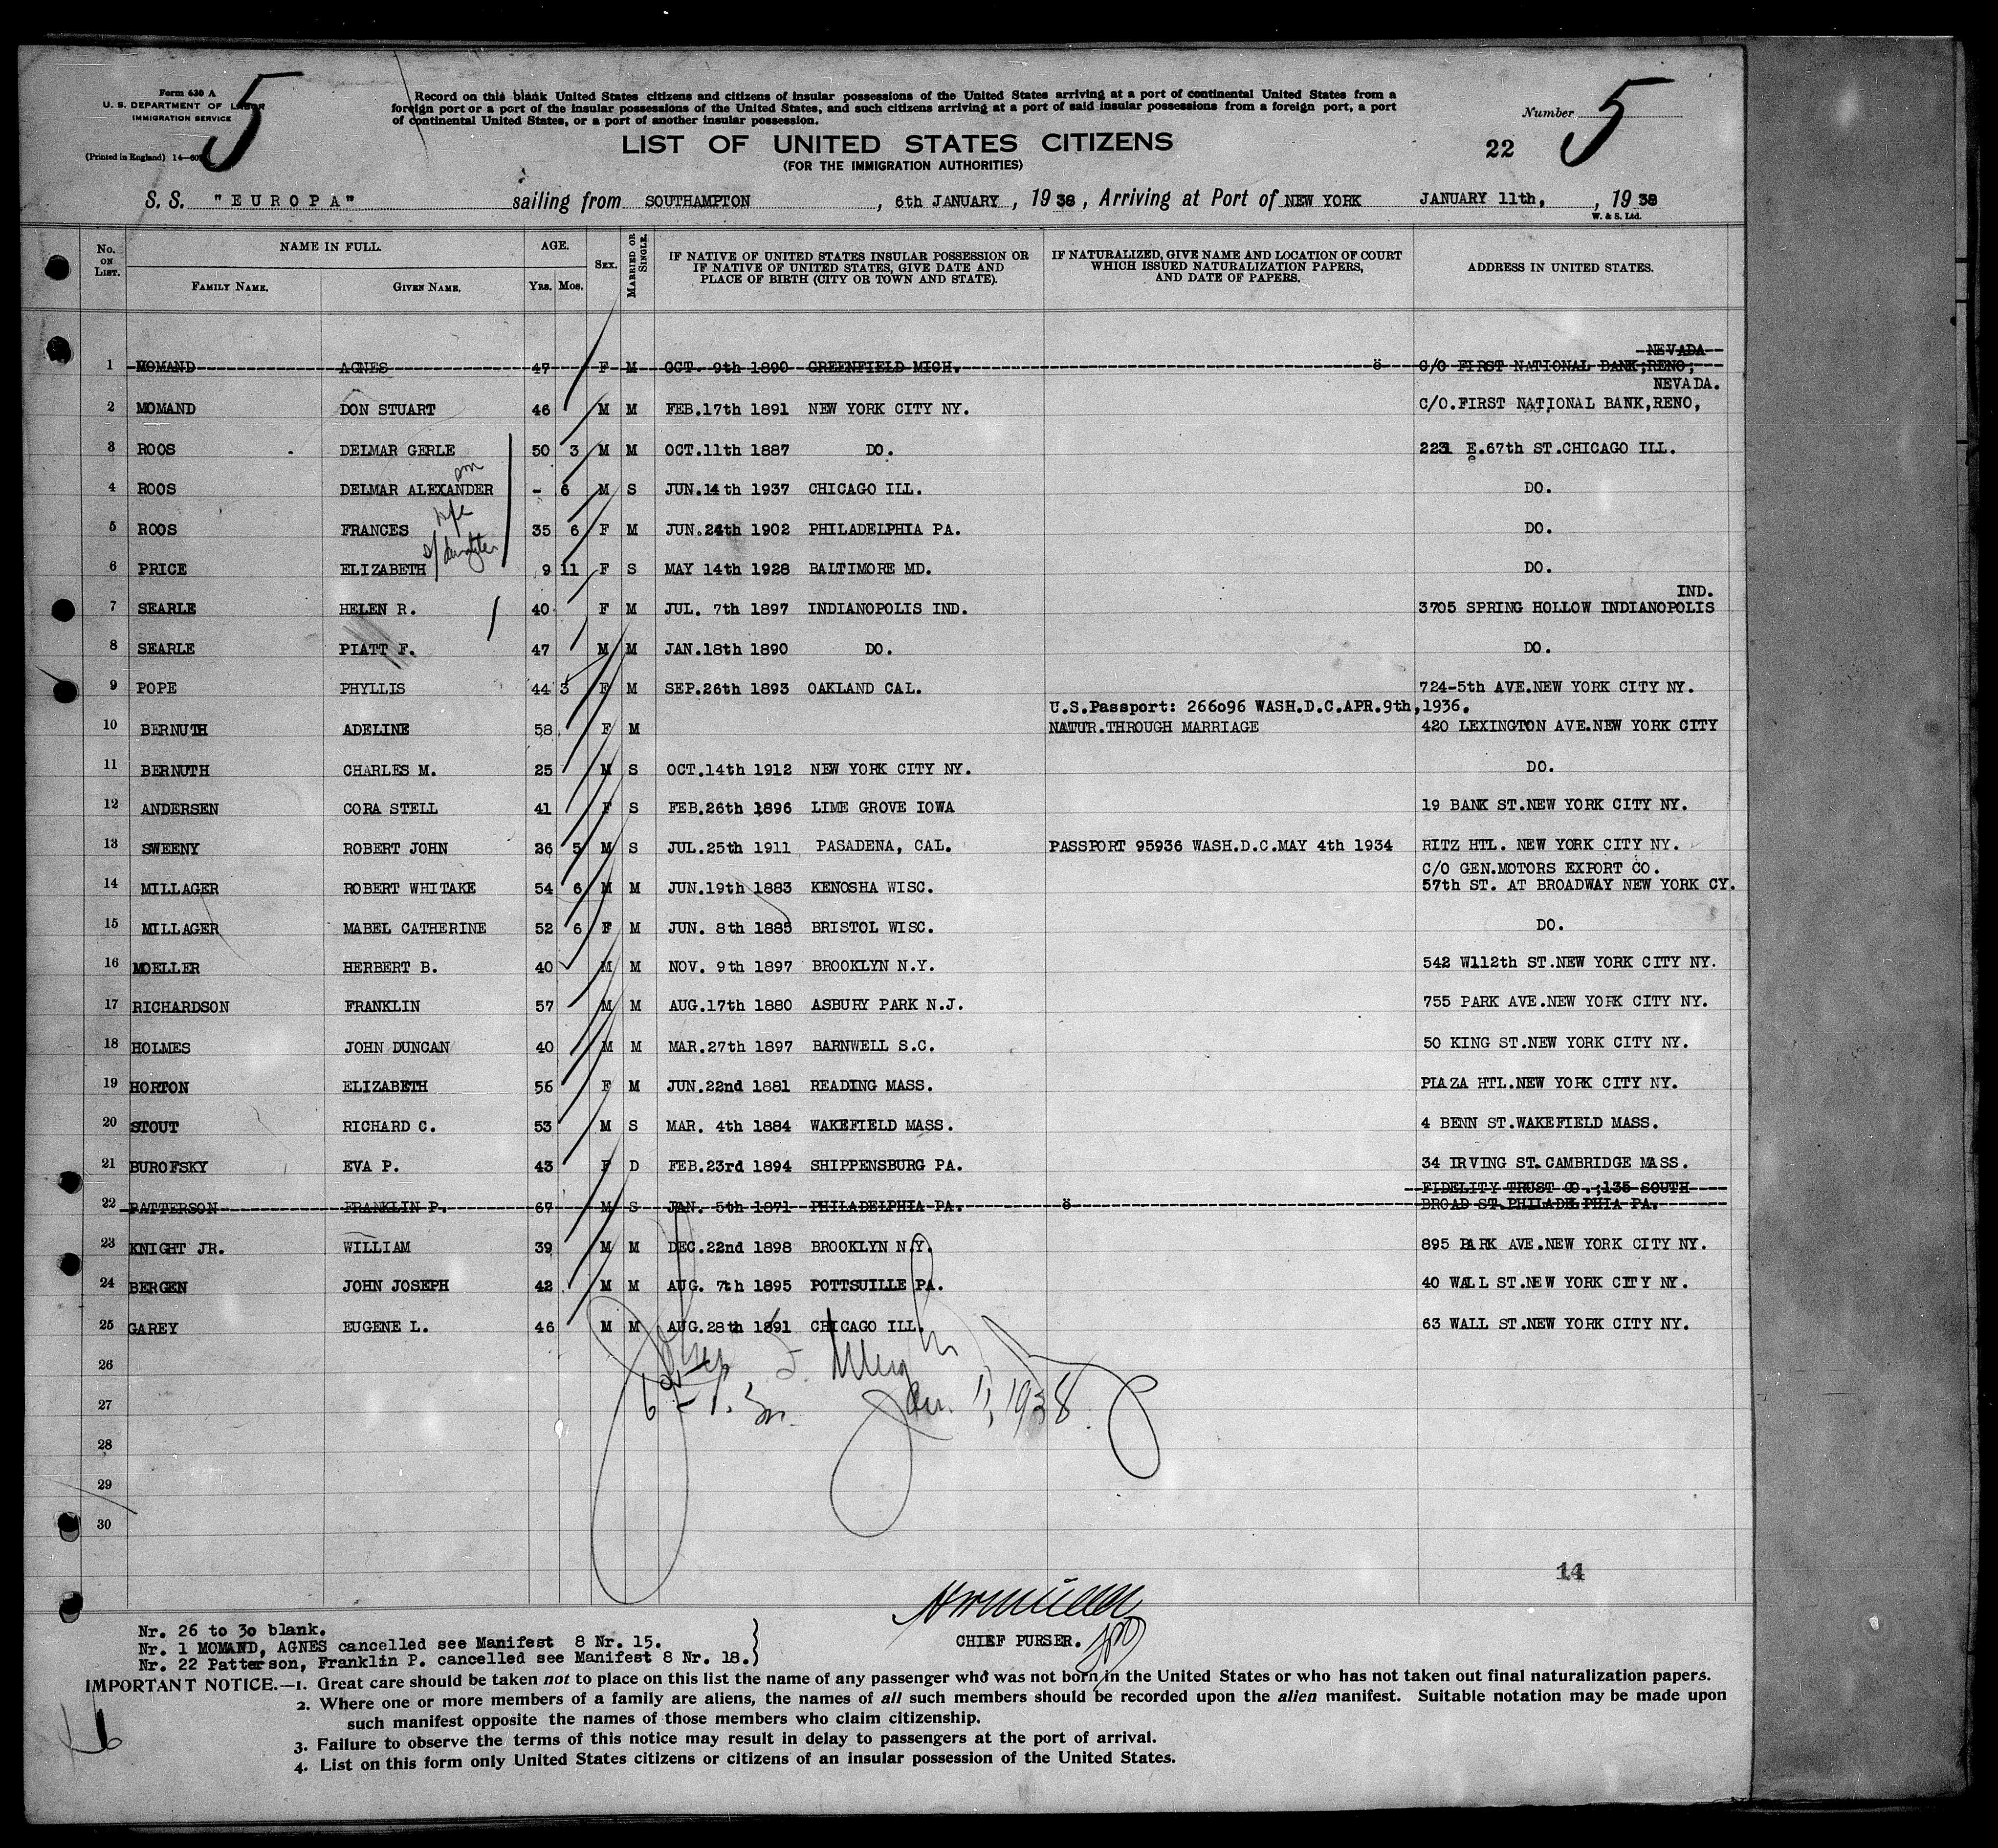 Form 630 A
U. S. DEPARTMENT OF LABOR
IMMIGRATION SERVICE
(Printed in England) 14—
5
Record on this blank United States citizens and citizens of insular possessions of the United States arriving at a port of continental United States from a
foreign port or a port of the insular possessions of the United States, and such citizens arriving at a port of said insular possessions from a foreign port, a port
of continental United States, or a port of another insular possession.
Number 5
LIST OF UNITED STATES CITIZENS
(FOR THE IMMIGRATION AUTHORITIES)
22
S. S. "EUROPA" sailing from SOUTHAMPTON, 6th JANUARY, 1938, Arriving at Port of NEW YORK JANUARY 11th, , 1938
W. & S. Ltd.
No. ON LIST. NAME IN FULL. FAMILY NAME. GIVEN NAME. AGE. YRS. MOS. SEX. MARRIED OR SINGLE. IF NATIVE OF UNITED STATES INSULAR POSSESSION OR IF NATIVE OF UNITED STATES, GIVE DATE AND PLACE OF BIRTH (CITY OR TOWN AND STATE). IF NATURALIZED, GIVE NAME AND LOCATION OF COURT WHICH ISSUED NATURALIZATION PAPERS, AND DATE OF PAPERS. ADDRESS IN UNITED STATES.
NEVADA
1 MOMAND AGNES 47 F M OCT. 9th 1890 GREENFIELD MICH. ö C/O FIRST NATIONAL BANK;RENO;
NEVADA.
2 MOMAND DON STUART 46 M M FEB.17th 1891 NEW YORK CITY NY. C/O.FIRST NATIONAL BANK,RENO,
3 ROOS DELMAR GERLE 50 3 M M OCT.11th 1887 DO. 2231 E.67th ST.CHICAGO ILL.
son
4 ROOS DELMAR ALEXANDER - 6 M S JUN.14th 1937 CHICAGO ILL. DO.
wife
5 ROOS FRANCES 35 6 F M JUN.24th 1902 PHILADELPHIA PA. DO.
s/daughter
6 PRICE ELIZABETH 9 11 F S MAY 14th 1928 BALTIMORE MD. DO.
IND.
7 SEARLE HELEN R. 40 F M JUL. 7th 1897 INDIANOPOLIS IND. 3705 SPRING HOLLOW INDIANOPOLIS
8 SEARLE PIATT F. 47 M M JAN.18th 1890 DO. DO.
9 POPE PHYLLIS 44 3 F M SEP.26th 1893 OAKLAND CAL. 724-5th AVE.NEW YORK CITY NY.
U.S.Passport: 266o96 WASH.D.C.APR.9th,1936.
10 BERNUTH ADELINE 58 F M NATUR.THROUGH MARRIAGE 420 LEXINGTON AVE.NEW YORK CITY
11 BERNUTH CHARLES M. 25 M S OCT.14th 1912 NEW YORK CITY NY. DO.
12 ANDERSEN CORA STELL 41 F S FEB.26th 1896 LIME GROVE IOWA 19 BANK ST.NEW YORK CITY NY.
13 SWEENY ROBERT JOHN 26 5 M S JUL.25th 1911 PASADENA, CAL. PASSPORT 95936 WASH.D.C.MAY 4th 1934 RITZ HTL. NEW YORK CITY NY.
C/O GEN.MOTORS EXPORT CO.
14 MILLAGER ROBERT WHITAKE 54 6 M M JUN.19th 1883 KENOSHA WISC. 57th ST. AT BROADWAY NEW YORK CY.
15 MILLAGER MABEL CATHERINE 52 6 F M JUN. 8th 1885 BRISTOL WISC. DO.
16 MOELLER HERBERT B. 40 M M NOV. 9th 1897 BROOKLYN N.Y. 542 W112th ST.NEW YORK CITY NY.
17 RICHARDSON FRANKLIN 57 M M AUG.17th 1880 ASBURY PARK N.J. 755 PARK AVE.NEW YORK CITY NY.
18 HOLMES JOHN DUNCAN 40 M M MAR.27th 1897 BARNWELL S.C. 50 KING ST.NEW YORK CITY NY.
19 HORTON ELIZABETH 56 F M JUN.22nd 1881 READING MASS. PLAZA HTL.NEW YORK CITY NY.
20 STOUT RICHARD C. 53 M S MAR. 4th 1884 WAKEFIELD MASS. 4 BENN ST.WAKEFIELD MASS.
21 BUROFSKY EVA P. 43 F D FEB.23rd 1894 SHIPPENSBURG PA. 34 IRVING ST.CAMBRIDGE MASS.
FIDELITY TRUST CO.;135 SOUTH
22 PATTERSON FRANKLIN P. 67 M S JAN. 5th 1871 PHILADELPHIA PA. ö BROAD ST.PHILADELPHIA PA.
23 KNIGHT JR. WILLIAM 39 M M DEC.22nd 1898 BROOKLYN N.Y. 895 PARK AVE.NEW YORK CITY NY.
24 BERGEN JOHN JOSEPH 42 M M AUG. 7th 1895 POTTSUILLE PA. 40 WALL ST.NEW YORK CITY NY.
25 GAREY EUGENE L. 46 M M AUG.28th 1891 CHICAGO ILL. 63 WALL ST.NEW YORK CITY NY.
26
27
Jan. 11, 1938
28
29
30
14
Nr. 26 to 3o blank.
Nr. 1 MOMAND, AGNES cancelled see Manifest 8 Nr. 15.
CHIEF PURSER.
Nr. 22 Patterson, Franklin P. cancelled see Manifest 8 Nr. 18.)
IMPORTANT NOTICE.—1. Great care should be taken not to place on this list the name of any passenger who was not born in the United States or who has not taken out final naturalization papers.
2. Where one or more members of a family are aliens, the names of all such members should be recorded upon the alien manifest. Suitable notation may be made upon
such manifest opposite the names of those members who claim citizenship.
3. Failure to observe the terms of this notice may result in delay to passengers at the port of arrival.
4. List on this form only United States citizens or citizens of an insular possession of the United States.